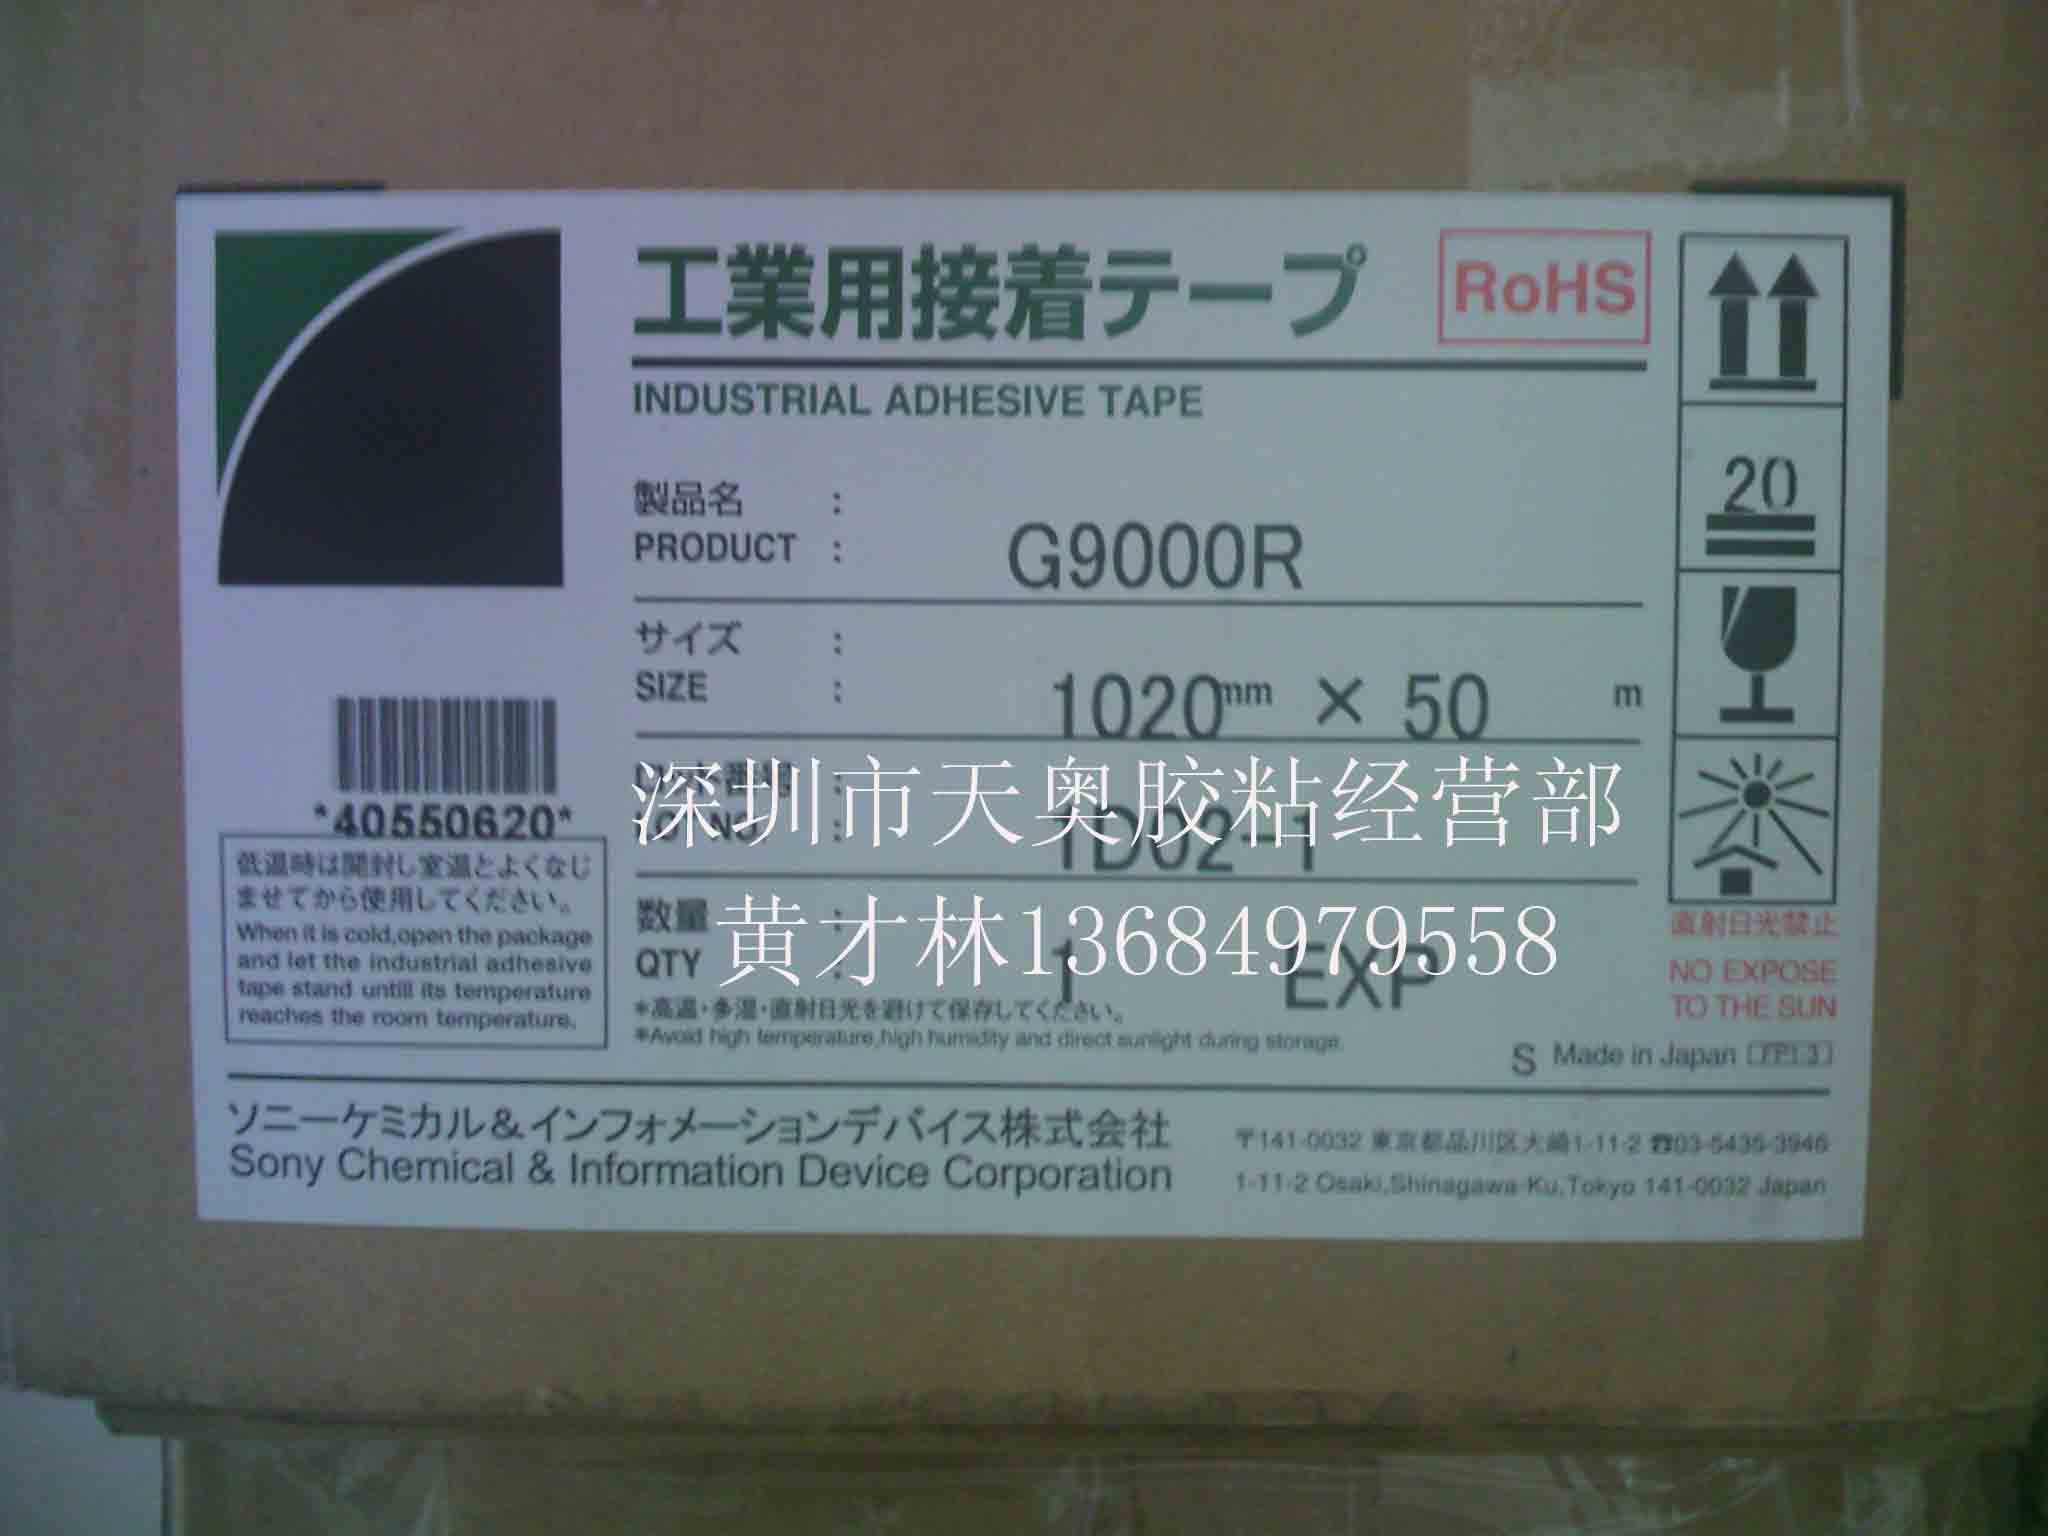 工業用接着テープ
RoHS
INDUSTRIAL ADHESIVE TAPE
製品名 :
PRODUCT : G9000R
サイズ :
SIZE : 1020mm × 50 m
20
*40550620*
深圳市天奥胶粘经营部
LOT NO. : 1D02-1
黄才林13684979558
数量 :
QTY : 1 EXP
低温時は開封し室温とよくなじ
ませてから使用してください。
When it is cold,open the package
and let the industrial adhesive
tape stand untill its temperature
reaches the room temperature.
*高温・多湿・直射日光を避けて保存してください。
*Avoid high temperature,high humidity and direct sunlight during storage.
直射日光禁止
NO EXPOSE
TO THE SUN
S Made in Japan
ソニーケミカル&インフォメーションデバイス株式会社
Sony Chemical & Information Device Corporation
〒141-0032 東京都品川区大崎1-11-2 ☎03-5435-3946
1-11-2 Osaki,Shinagawa-Ku,Tokyo 141-0032 Japan